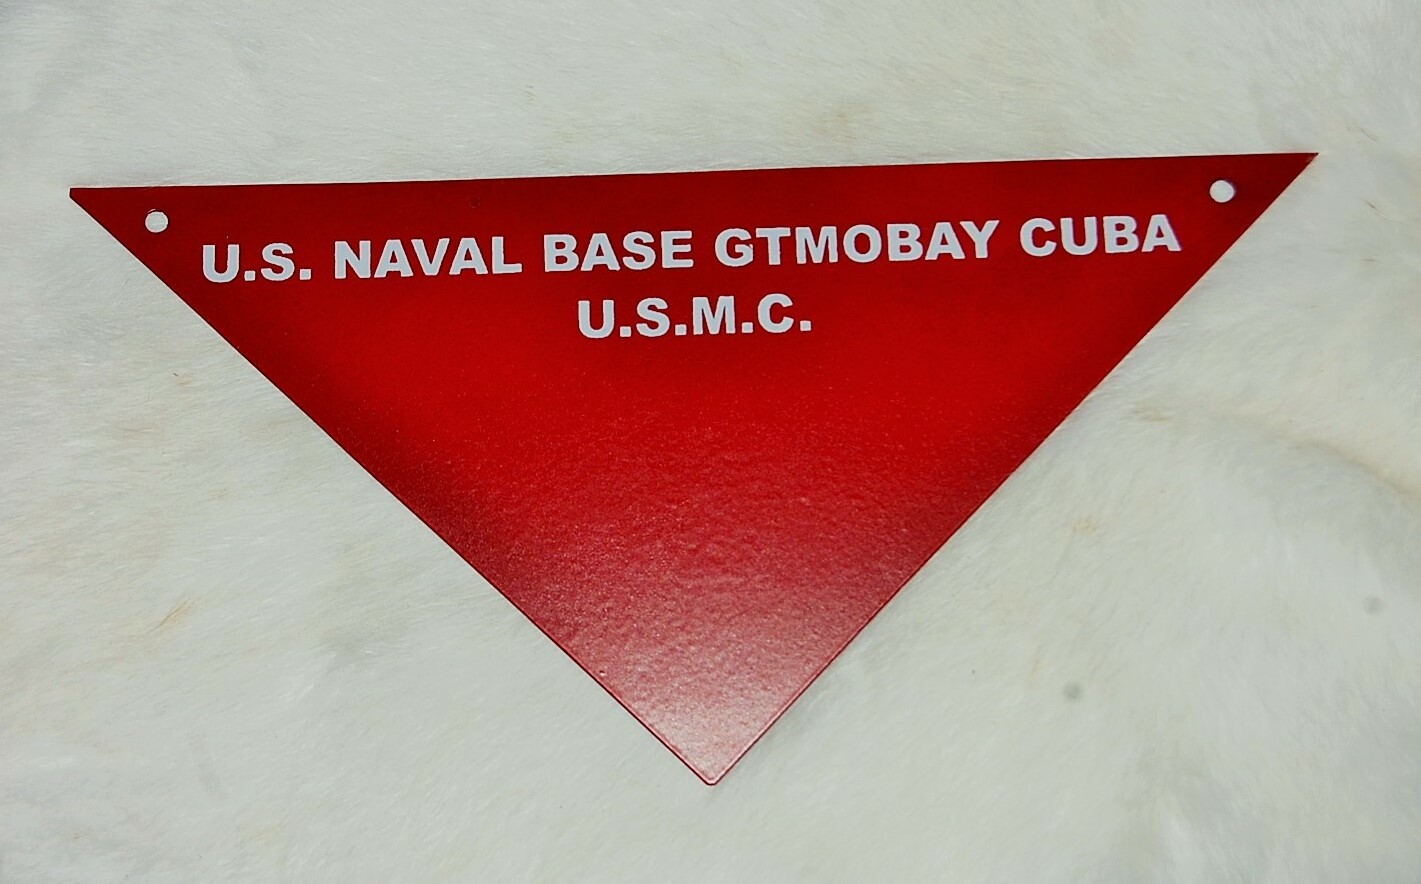 U.S. NAVAL BASE GTMOBAY CUBA
U.S.M.C.